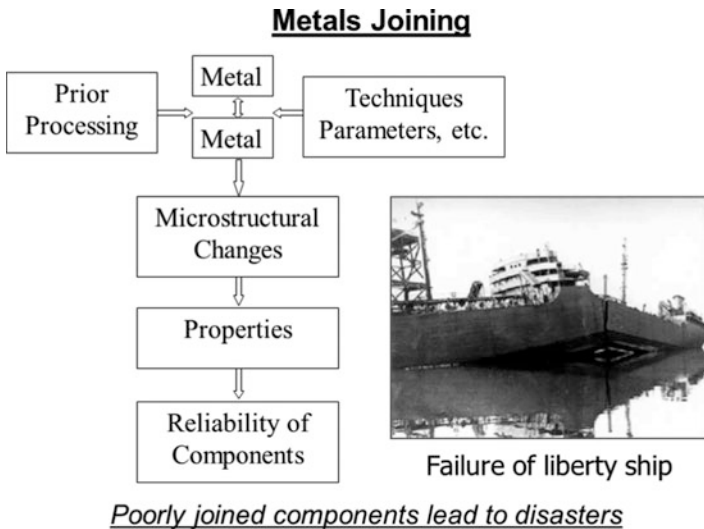 Metals Joining
Prior
Processing
Metal
Metal
Techniques
Parameters, etc.
Microstructural
Changes
Properties
Reliability of
Components
Failure of liberty ship
Poorly joined components lead to disasters